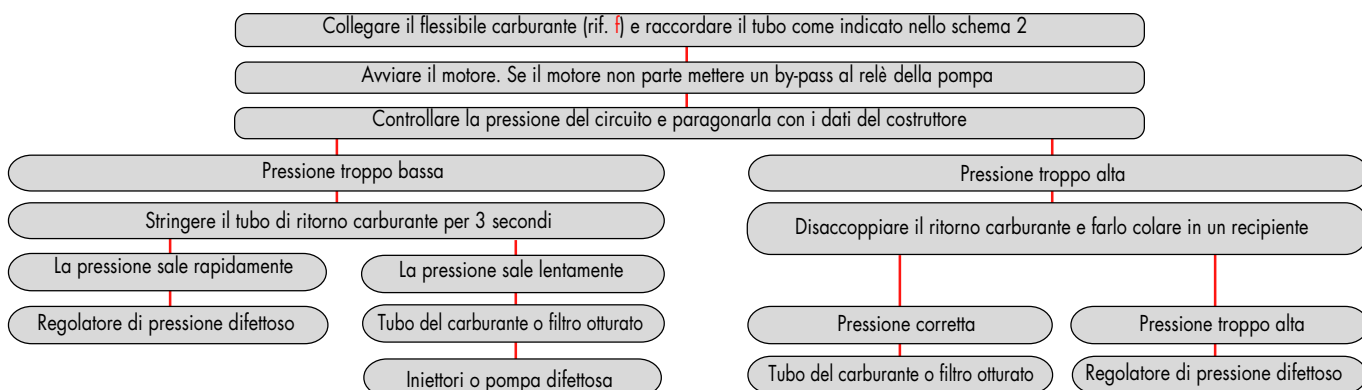 Collegare il flessibile carburante (rif. f) e raccordare il tubo come indicato nello schema 2
Avviare il motore. Se il motore non parte mettere un by-pass al relè della pompa
Controllare la pressione del circuito e paragonarla con i dati del costruttore
Pressione troppo bassa
Stringere il tubo di ritorno carburante per 3 secondi
La pressione sale rapidamente
Regolatore di pressione difettoso
La pressione sale lentamente
Tubo del carburante o filtro otturato
Iniettori o pompa difettosa
Pressione troppo alta
Disaccoppiare il ritorno carburante e farlo colare in un recipiente
Pressione corretta
Tubo del carburante o filtro otturato
Pressione troppo alta
Regolatore di pressione difettoso